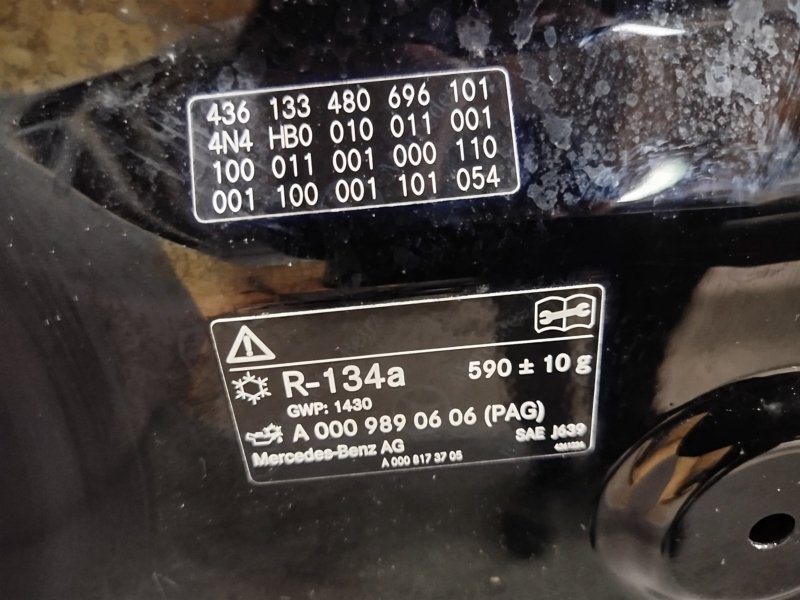 436 133 480 696 101
4N4 HB0 010 011 001
100 011 001 000 110
001 100 001 101 054
R-134a 590 ± 10 g
GWP: 1430
A 000 989 06 06 (PAG)
Mercedes-Benz AG SAE J639
A 000 817 37 05